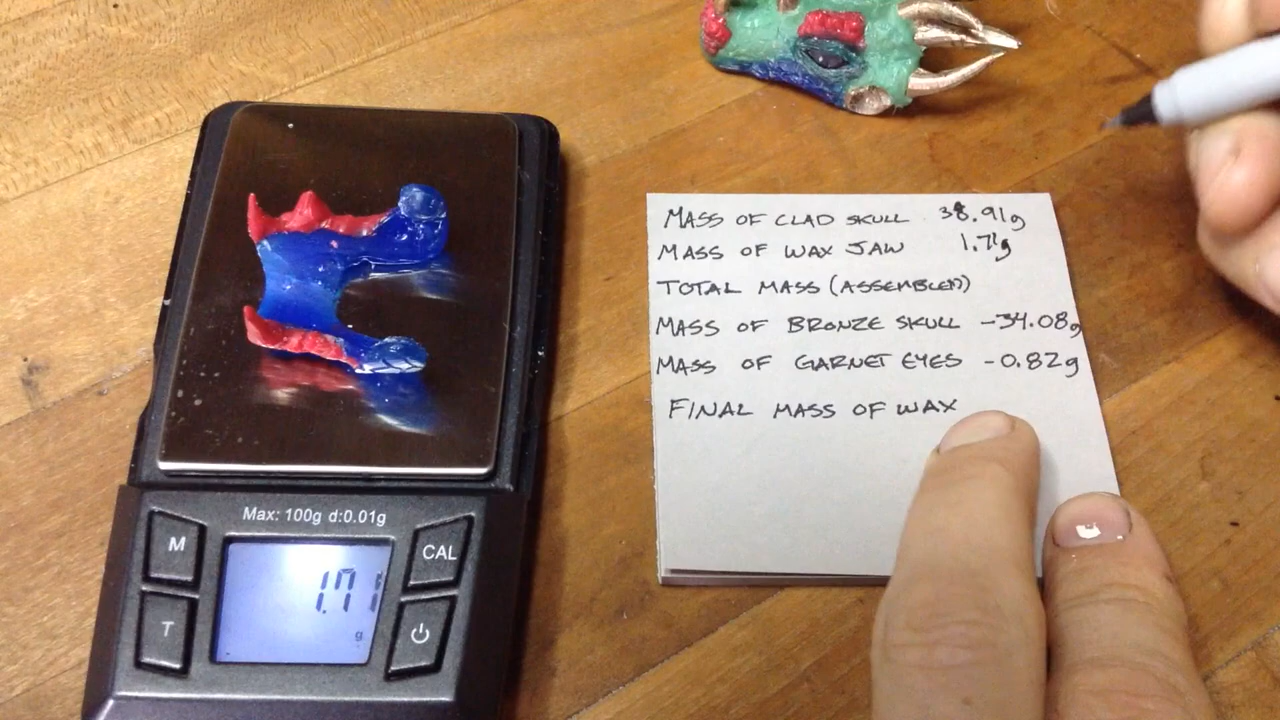 MASS OF CLAD SKULL 38.91g
MASS OF WAX JAW 1.71g
TOTAL MASS (ASSEMBLED)
MASS OF BRONZE SKULL -34.08g
MASS OF GARNET EYES -0.82g
FINAL MASS OF WAX
Max: 100g d:0.01g
M
CAL
1.71
g
T